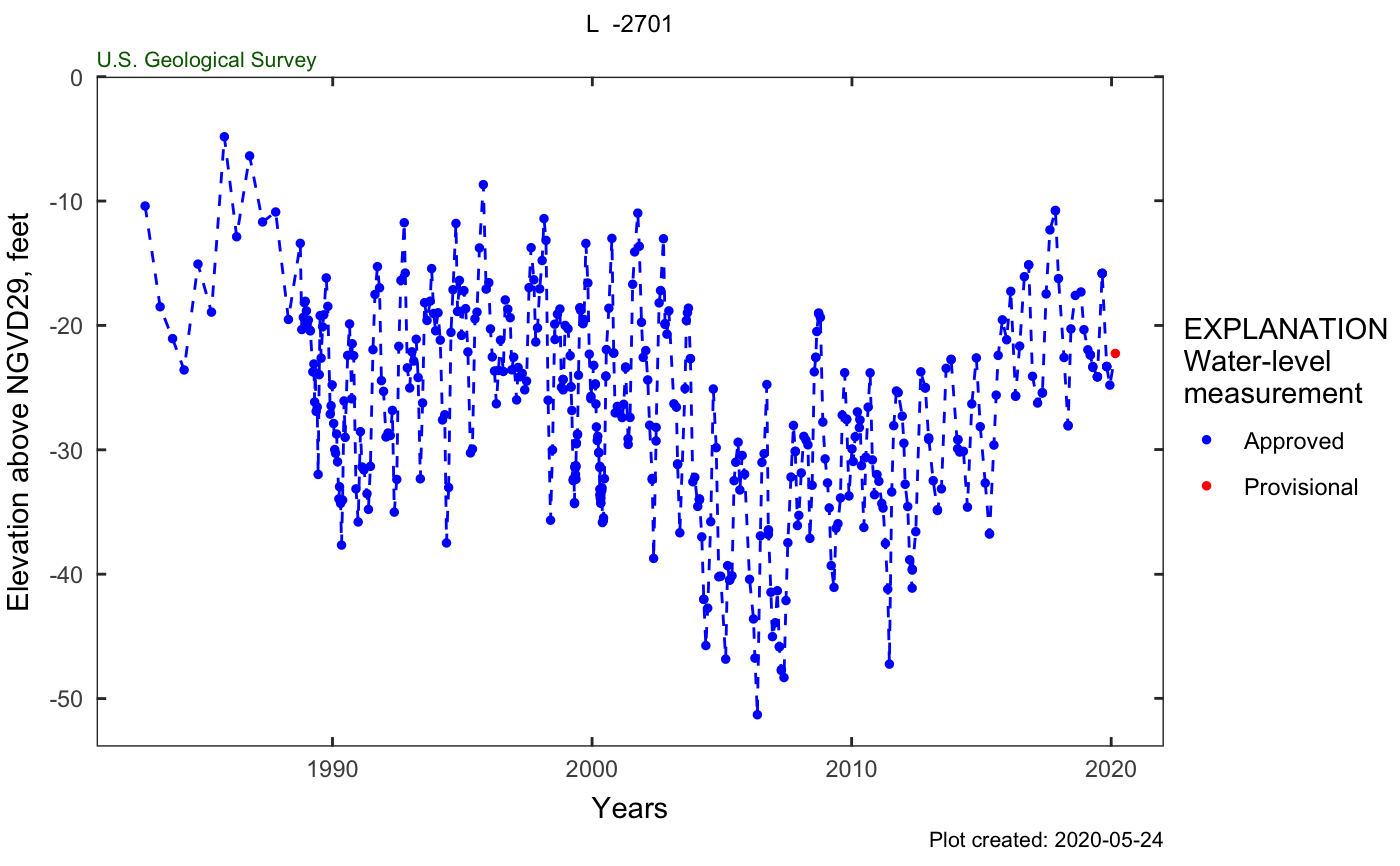 L -2701
U.S. Geological Survey
0
-10
-20
-30
-40
-50
Elevation above NGVD29, feet
1990
2000
2010
2020
Years
EXPLANATION
Water-level
measurement
Approved
Provisional
Plot created: 2020-05-24